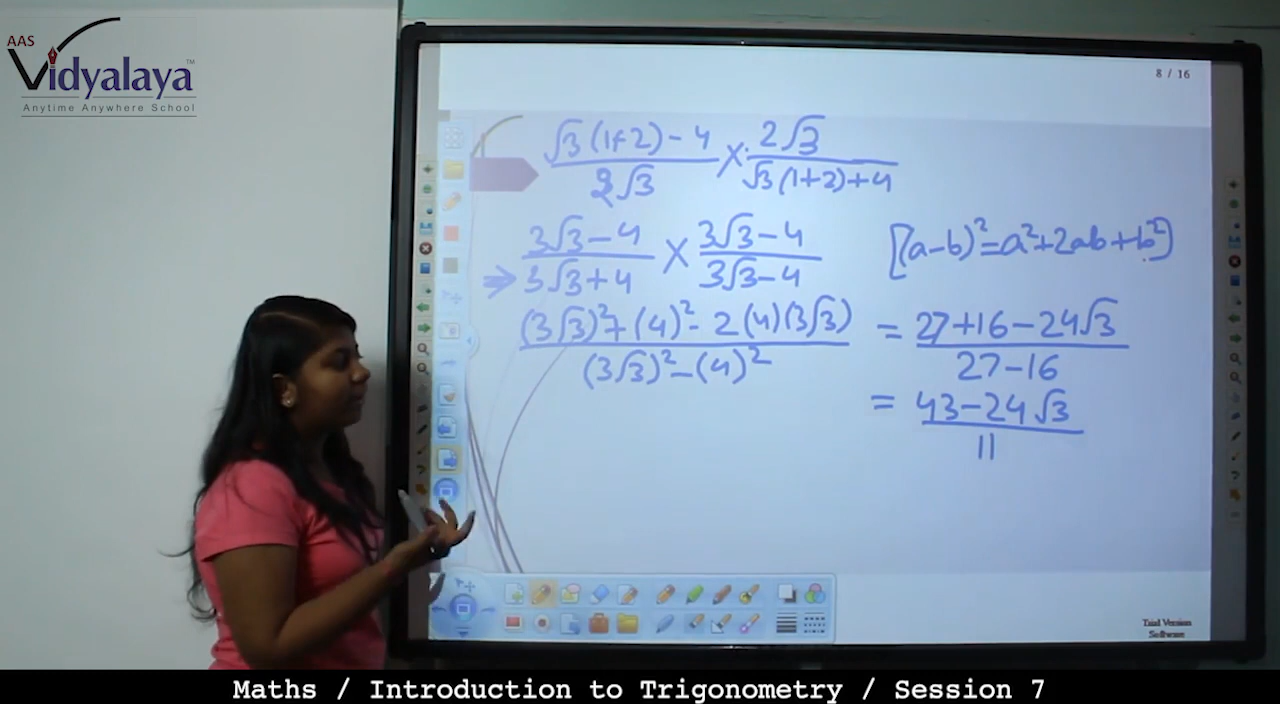 AAS
Vidyalaya™
Anytime Anywhere School
8 / 16
√3(1+2)-4/2√3 × 2√3/√3(1+2)+4
⇒ 3√3-4/3√3+4 × 3√3-4/3√3-4
[(a-b)²=a²+2ab+b²]
(3√3)²+(4)²-2(4)(3√3)/(3√3)²-(4)² = 27+16-24√3/27-16
= 43-24√3/11
Trial Version
Software
Maths / Introduction to Trigonometry / Session 7